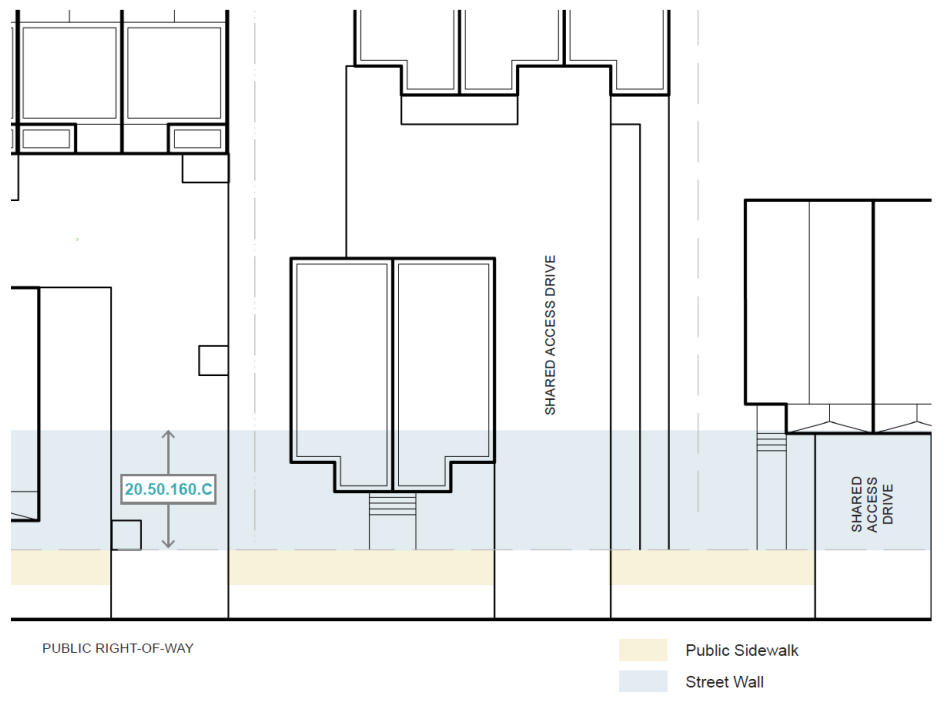 SHARED ACCESS DRIVE
20.50.160.C
SHARED
ACCESS
DRIVE
PUBLIC RIGHT-OF-WAY
Public Sidewalk
Street Wall